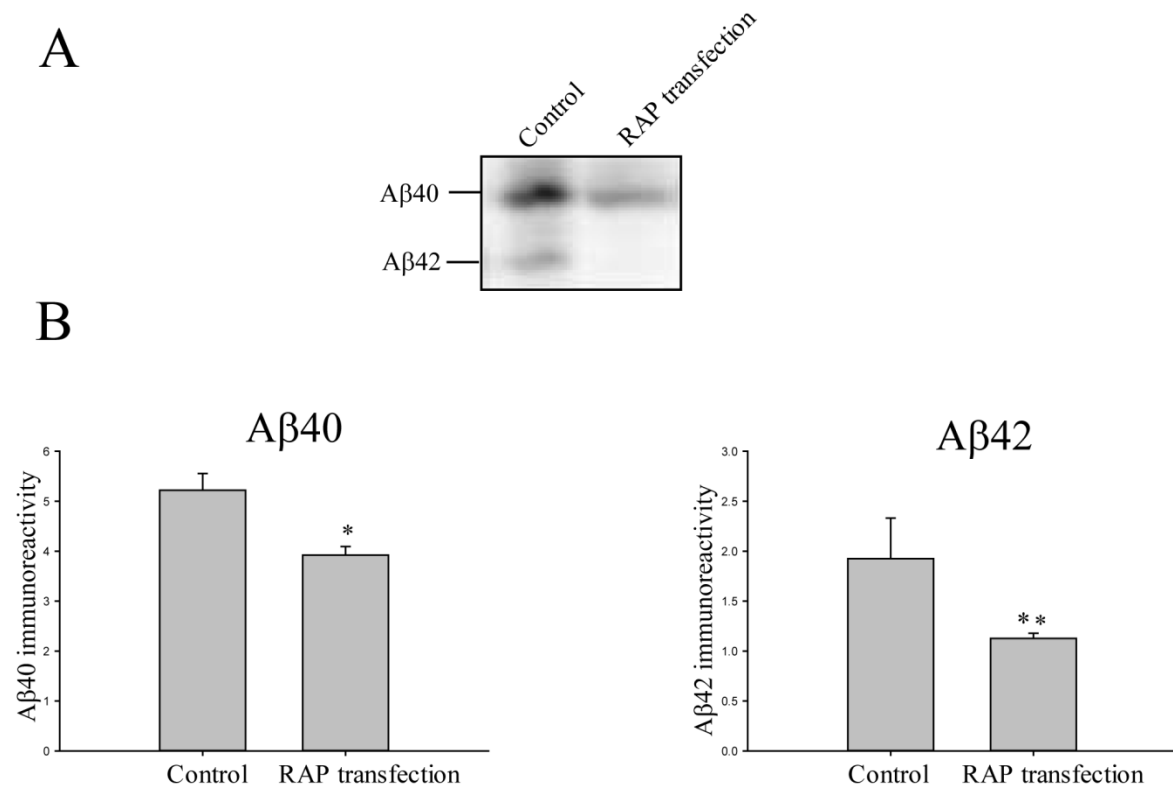 A
Control
RAP transfection
Aβ40
Aβ42
B
Aβ40
Aβ40 immunoreactivity
6
5
4
3
2
1
0
*
Control
RAP transfection
Aβ42
Aβ42 immunoreactivity
3.0
2.5
2.0
1.5
1.0
0.5
0.0
**
Control
RAP transfection